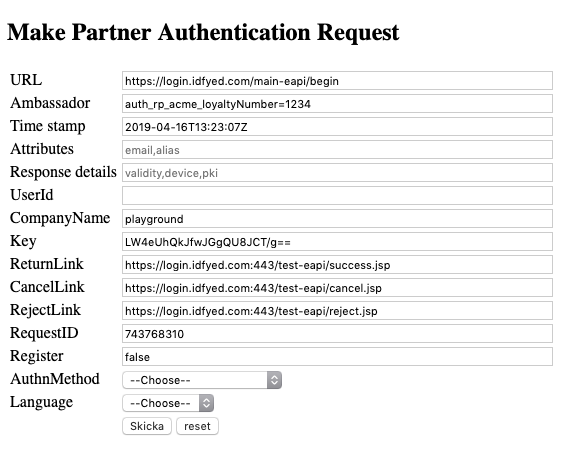 Make Partner Authentication Request
URL https://login.idfyed.com/main-eapi/begin
Ambassador auth_rp_acme_loyaltyNumber=1234
Time stamp 2019-04-16T13:23:07Z
Attributes email,alias
Response details validity,device,pki
UserId
CompanyName playground
Key LW4eUhQkJfwJGgQU8JCT/g==
ReturnLink https://login.idfyed.com:443/test-eapi/success.jsp
CancelLink https://login.idfyed.com:443/test-eapi/cancel.jsp
RejectLink https://login.idfyed.com:443/test-eapi/reject.jsp
RequestID 743768310
Register false
AuthnMethod --Choose--
Language --Choose--
Skicka reset